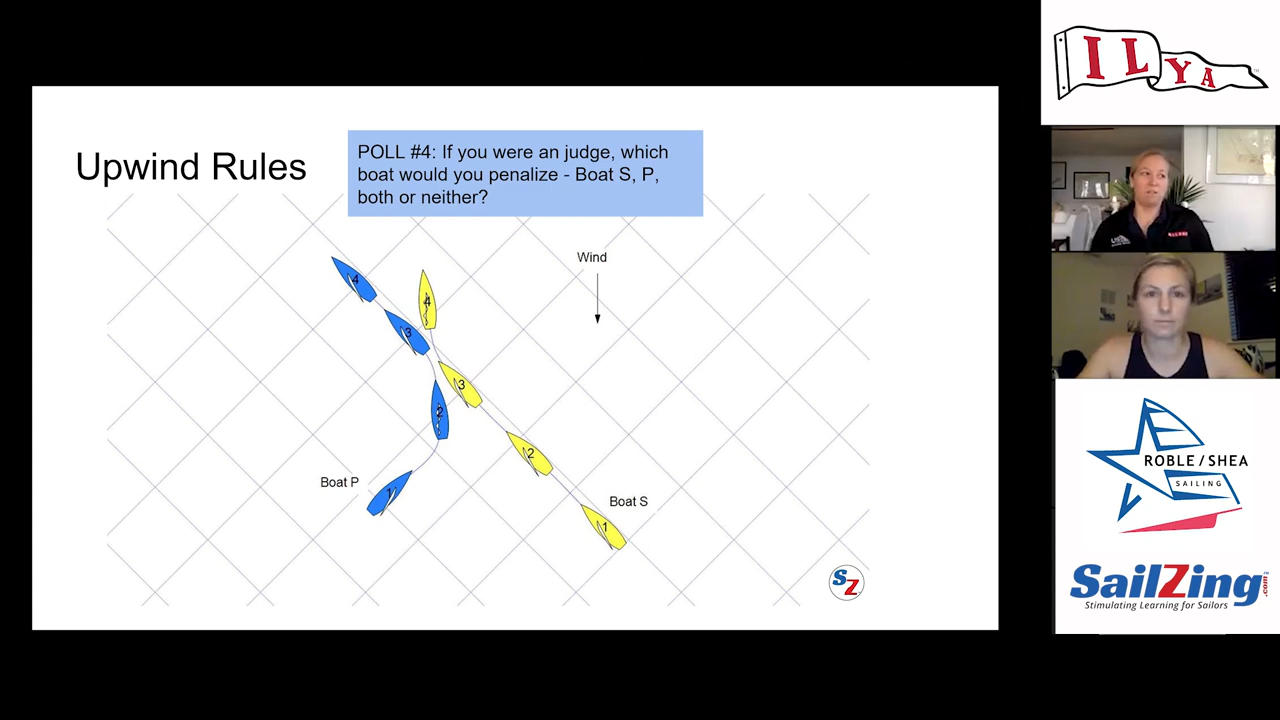 Upwind Rules
POLL #4: If you were an judge, which
boat would you penalize - Boat S, P,
both or neither?
Wind
4
4
3
3
2
2
Boat P
1
Boat S
1
SZ
ILYA
ROBLE / SHEA
SAILING
SailZing.com
Stimulating Learning for Sailors